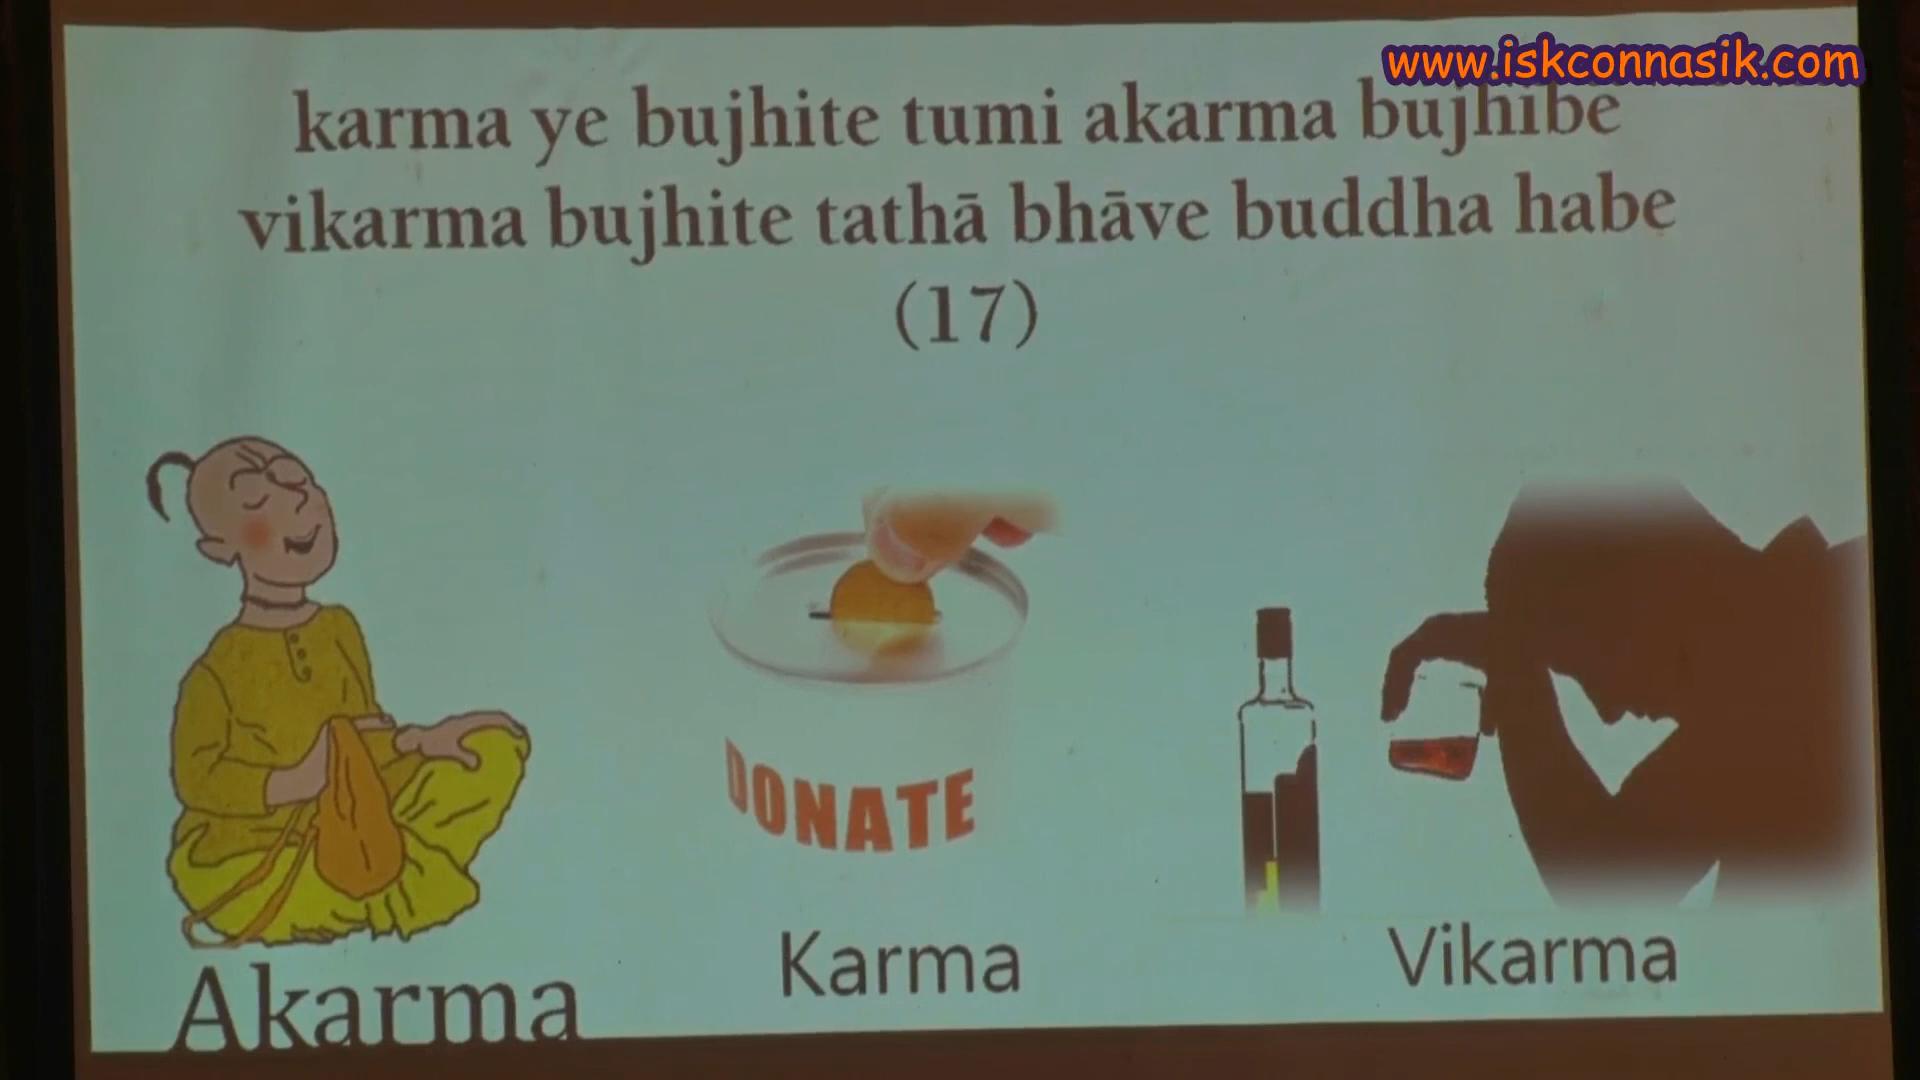 www.iskconnasik.com
karma ye bujhite tumi akarma bujhibe
vikarma bujhite tathā bhāve buddha habe
(17)
DONATE
Akarma
Karma
Vikarma